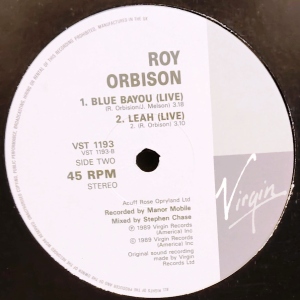 ROY
ORBISON
1. BLUE BAYOU (LIVE)
(R. Orbison/J. Melson) 3.18
2. LEAH (LIVE)
2. (R. Orbison) 3.10
VST 1193
VST 1193-B
SIDE TWO
45 RPM
STEREO
Acuff Rose Opryland Ltd
Recorded by Manor Mobile
Mixed by Stephen Chase
℗ 1989 Virgin Records
(America) Inc
© 1989 Virgin Records
(America) Inc
Original sound recording
made by Virgin
Records Ltd
Virgin